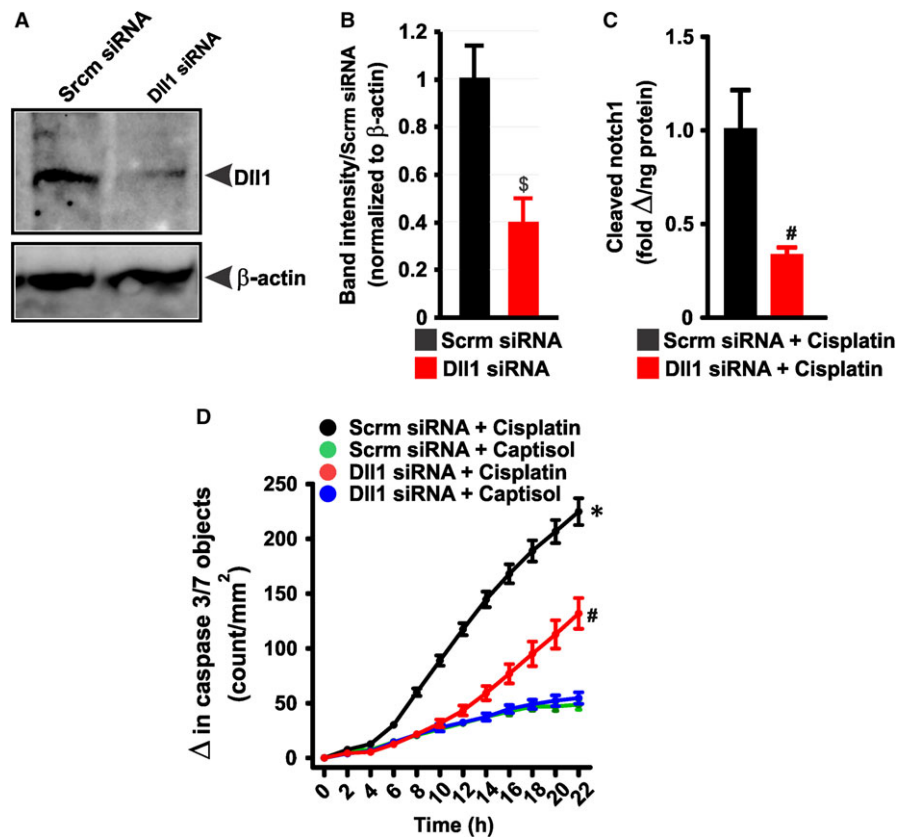 A
Srcm siRNA
Dll1 siRNA
Dll1
β-actin
B
Band intensity/Scrm siRNA
(normalized to β-actin)
1.2
1
0.8
0.6
0.4
0.2
0
$
Scrm siRNA
Dll1 siRNA
C
Cleaved notch1
(fold Δ/ng protein)
1.5
1.0
0.5
0
#
Scrm siRNA + Cisplatin
Dll1 siRNA + Cisplatin
D
Scrm siRNA + Cisplatin
Scrm siRNA + Captisol
Dll1 siRNA + Cisplatin
Dll1 siRNA + Captisol
Δ in caspase 3/7 objects
(count/mm²)
250
200
150
100
50
0
*
#
0 2 4 6 8 10 12 14 16 18 20 22
Time (h)